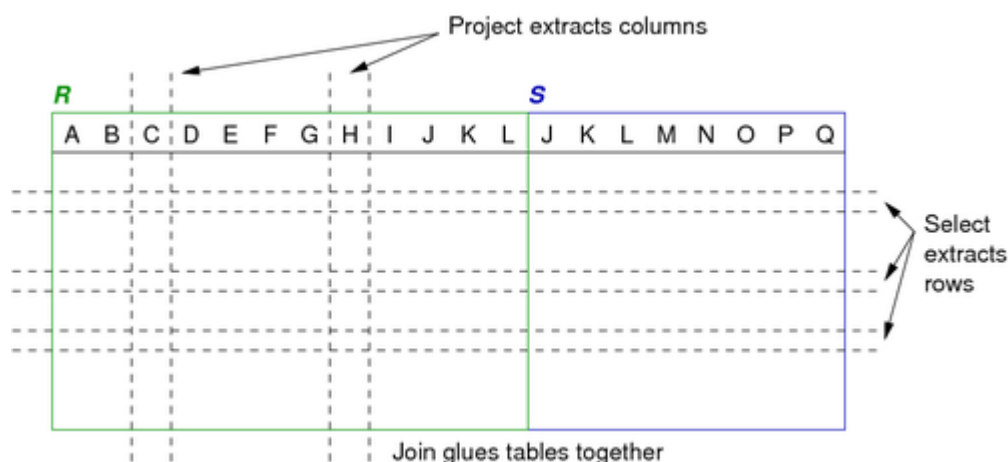 Project extracts columns
R S
A B C D E F G H I J K L J K L M N O P Q
Select
extracts
rows
Join glues tables together